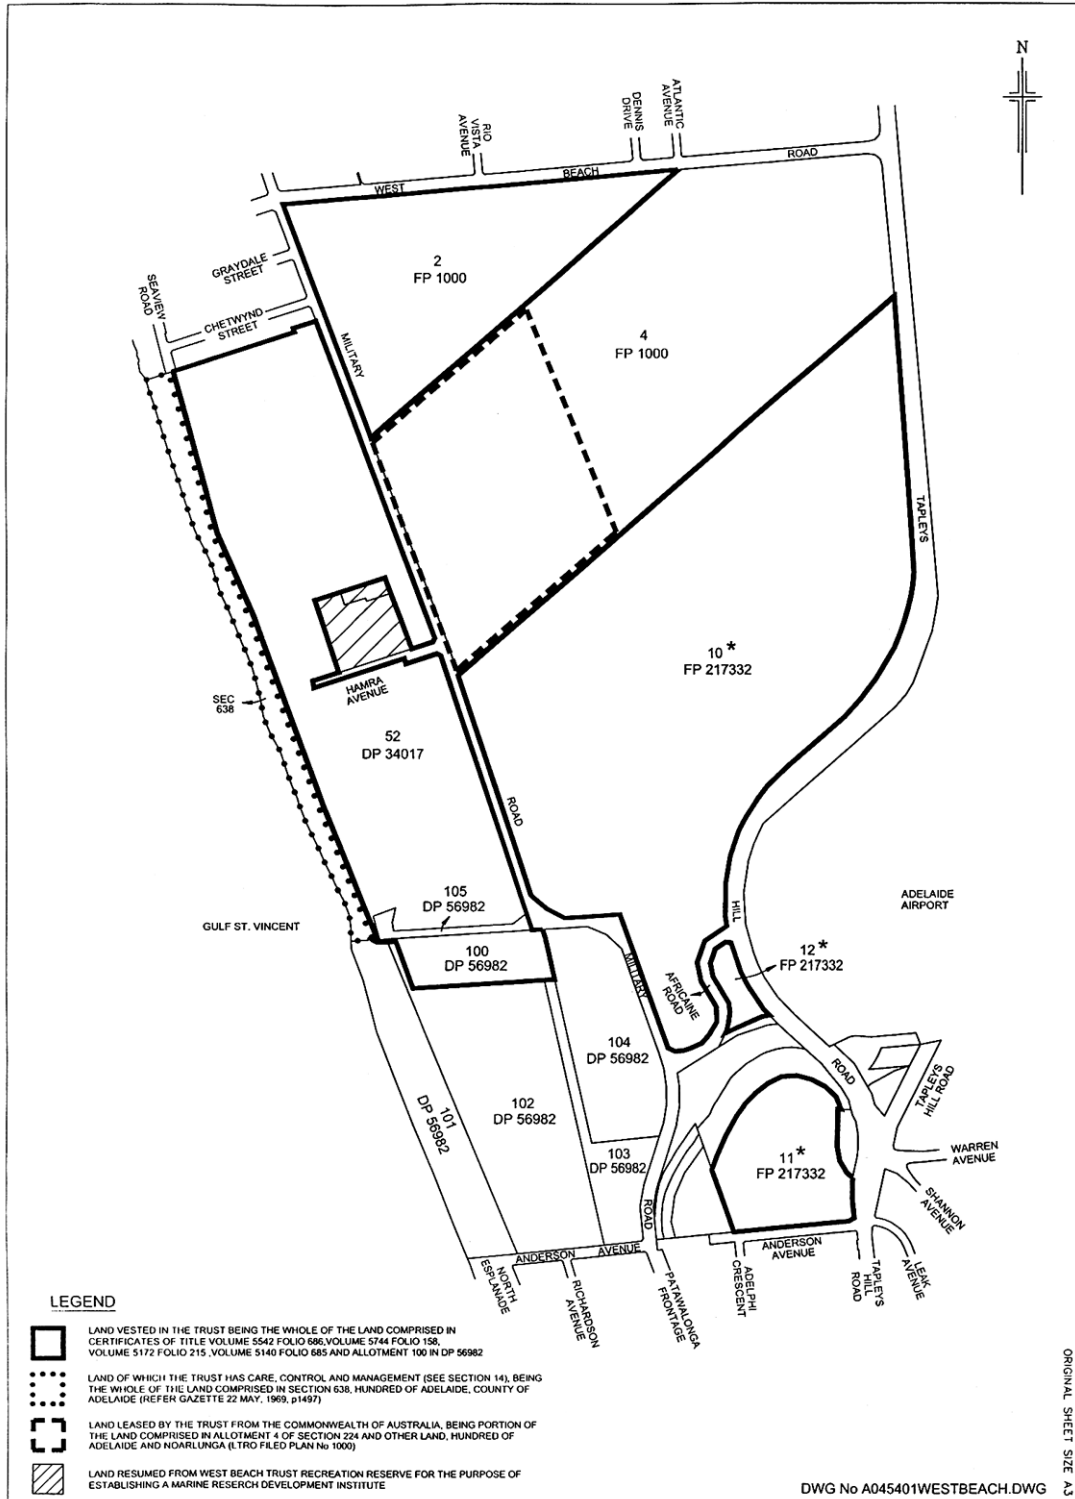 N
ATLANTIC
AVENUE
DENNIS
DRIVE
RIO
VISTA
AVENUE
WEST
BEACH
ROAD
GRAYDALE
STREET
SEAVIEW
ROAD
CHETWYND
STREET
MILITARY
2
FP 1000
4
FP 1000
TAPLEYS
10 *
FP 217332
HAMRA
AVENUE
SEC
638
52
DP 34017
ROAD
105
DP 56982
GULF ST. VINCENT
100
DP 56982
HILL
ADELAIDE
AIRPORT
12 *
FP 217332
MILITARY
AFRICAINE
ROAD
104
DP 56982
ROAD
TAPLEYS
HILL ROAD
101
DP 56982
102
DP 56982
103
DP 56982
11 *
FP 217332
WARREN
AVENUE
SHANNON
AVENUE
ROAD
ANDERSON
AVENUE
ANDERSON
AVENUE
NORTH
ESPLANADE
RICHARDSON
AVENUE
PATAWALONGA
FRONTAGE
ADELPHI
CRESCENT
TAPLEYS
HILL
ROAD
LEAK
AVENUE
LEGEND
LAND VESTED IN THE TRUST BEING THE WHOLE OF THE LAND COMPRISED IN
CERTIFICATES OF TITLE VOLUME 5542 FOLIO 686,VOLUME 5744 FOLIO 158,
VOLUME 5172 FOLIO 215 ,VOLUME 5140 FOLIO 685 AND ALLOTMENT 100 IN DP 56982
LAND OF WHICH THE TRUST HAS CARE, CONTROL AND MANAGEMENT (SEE SECTION 14), BEING
THE WHOLE OF THE LAND COMPRISED IN SECTION 638, HUNDRED OF ADELAIDE, COUNTY OF
ADELAIDE (REFER GAZETTE 22 MAY, 1969, p1497)
LAND LEASED BY THE TRUST FROM THE COMMONWEALTH OF AUSTRALIA, BEING PORTION OF
THE LAND COMPRISED IN ALLOTMENT 4 OF SECTION 224 AND OTHER LAND, HUNDRED OF
ADELAIDE AND NOARLUNGA (LTRO FILED PLAN No 1000)
LAND RESUMED FROM WEST BEACH TRUST RECREATION RESERVE FOR THE PURPOSE OF
ESTABLISHING A MARINE RESERCH DEVELOPMENT INSTITUTE
ORIGINAL SHEET SIZE A3
DWG No A045401WESTBEACH.DWG